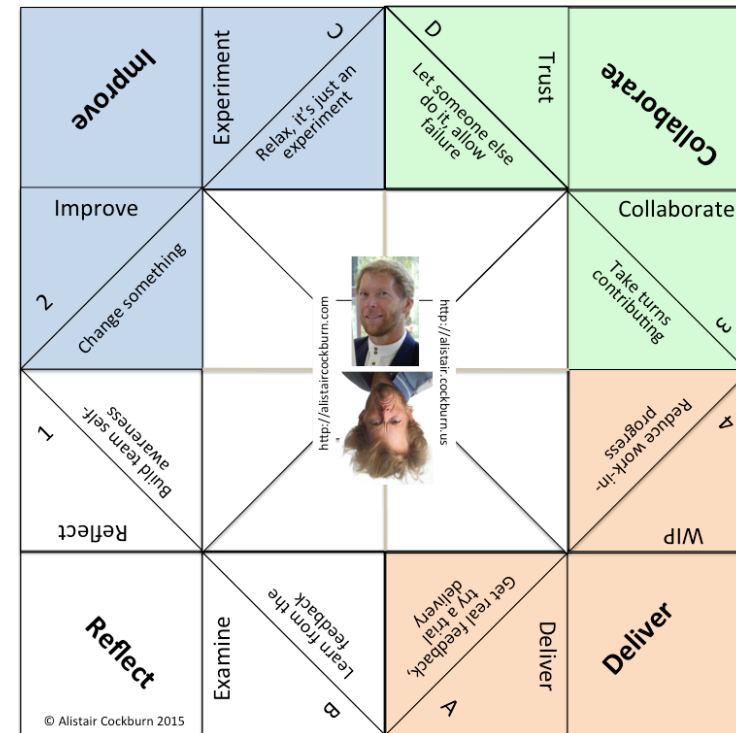 Improve
Experiment
C
Relax, it's just an
experiment
D
Let someone else
do it, allow
failure
Trust
Collaborate
Improve
2
Change something
Collaborate
Take turns
contributing
3
http://alistaircockburn.com
http://alistair.cockburn.us
1
Build team self-
awareness
Reflect
4
Reduce work-in-
progress
WIP
Reflect
Examine
Learn from the
feedback
B
Get real feedback,
try a trial
delivery
A
Deliver
Deliver
© Alistair Cockburn 2015